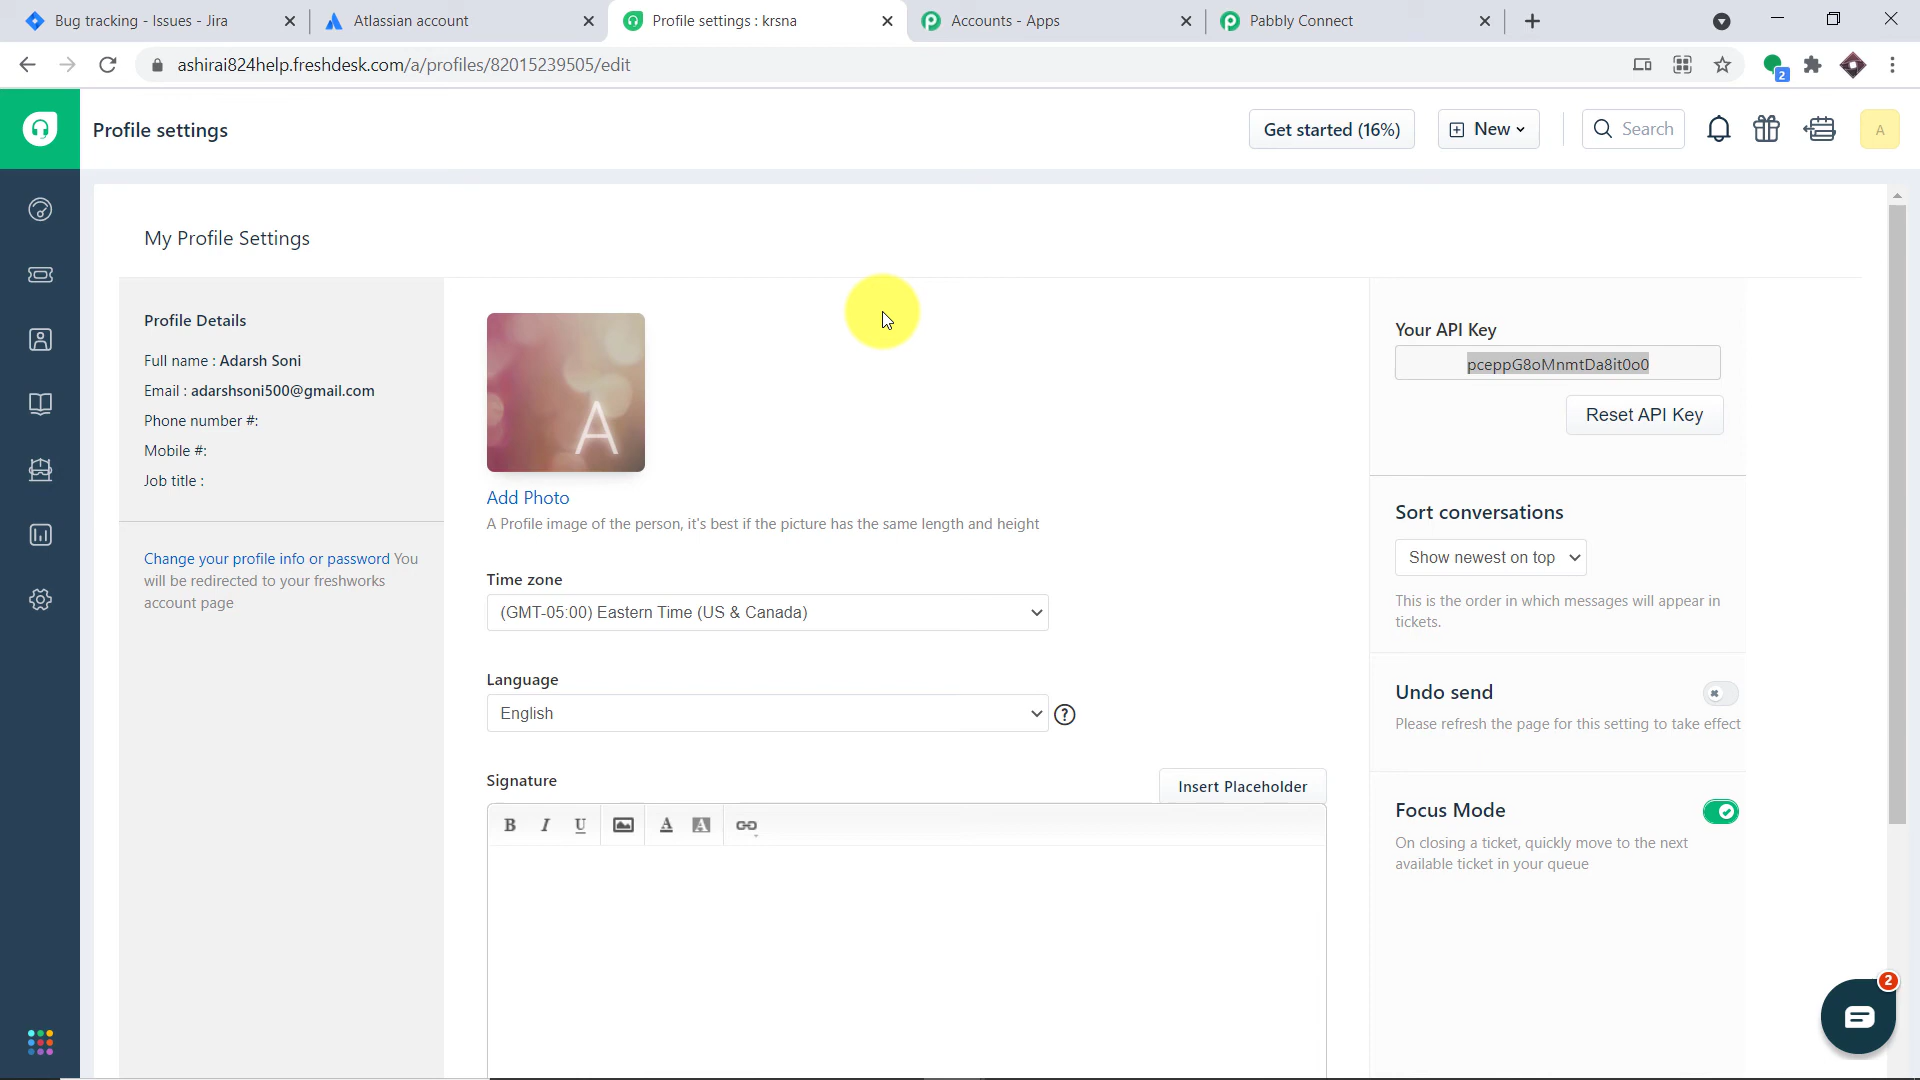 Bug tracking - Issues - Jira
Atlassian account
Profile settings : krsna
Accounts - Apps
Pabbly Connect
ashirai824help.freshdesk.com/a/profiles/82015239505/edit
2
Profile settings
Get started (16%)
New
Search
A
My Profile Settings
Profile Details
Full name : Adarsh Soni
Email : adarshsoni500@gmail.com
Phone number #:
Mobile #:
Job title :
Change your profile info or password You
will be redirected to your freshworks
account page
A
Add Photo
A Profile image of the person, it's best if the picture has the same length and height
Time zone
(GMT-05:00) Eastern Time (US & Canada)
Language
English
?
Signature
Insert Placeholder
B I U A A
Your API Key
pceppG8oMnmtDa8it0o0
Reset API Key
Sort conversations
Show newest on top
This is the order in which messages will appear in
tickets.
Undo send
Please refresh the page for this setting to take effect
Focus Mode
On closing a ticket, quickly move to the next
available ticket in your queue
2